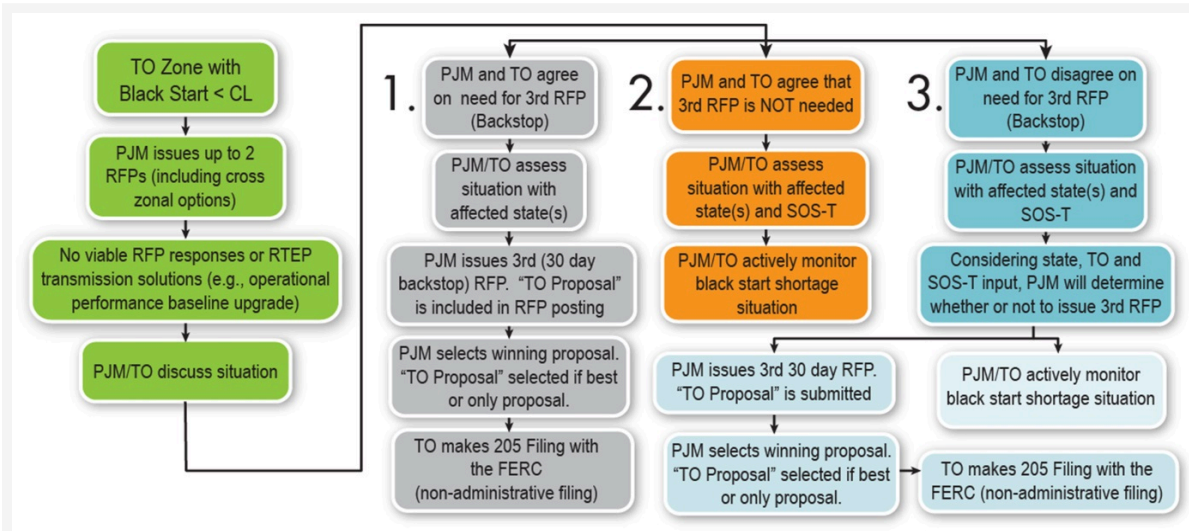 TO Zone with
Black Start < CL
PJM issues up to 2
RFPs (including cross
zonal options)
No viable RFP responses or RTEP
transmission solutions (e.g., operational
performance baseline upgrade)
PJM/TO discuss situation
1.
PJM and TO agree
on need for 3rd RFP
(Backstop)
PJM/TO assess
situation with
affected state(s)
PJM issues 3rd (30 day
backstop) RFP. “TO Proposal”
is included in RFP posting
PJM selects winning proposal.
“TO Proposal” selected if best
or only proposal.
TO makes 205 Filing with
the FERC
(non-administrative filing)
2.
PJM and TO agree that
3rd RFP is NOT needed
PJM/TO assess
situation with affected
state(s) and SOS-T
PJM/TO actively monitor
black start shortage
situation
3.
PJM and TO disagree on
need for 3rd RFP
(Backstop)
PJM/TO assess situation
with affected state(s) and
SOS-T
Considering state, TO and
SOS-T input, PJM will determine
whether or not to issue 3rd RFP
PJM issues 3rd 30 day RFP.
“TO Proposal” is submitted
PJM selects winning proposal.
“TO Proposal” selected if best
or only proposal.
TO makes 205 Filing with the
FERC (non-administrative filing)
PJM/TO actively monitor
black start shortage situation